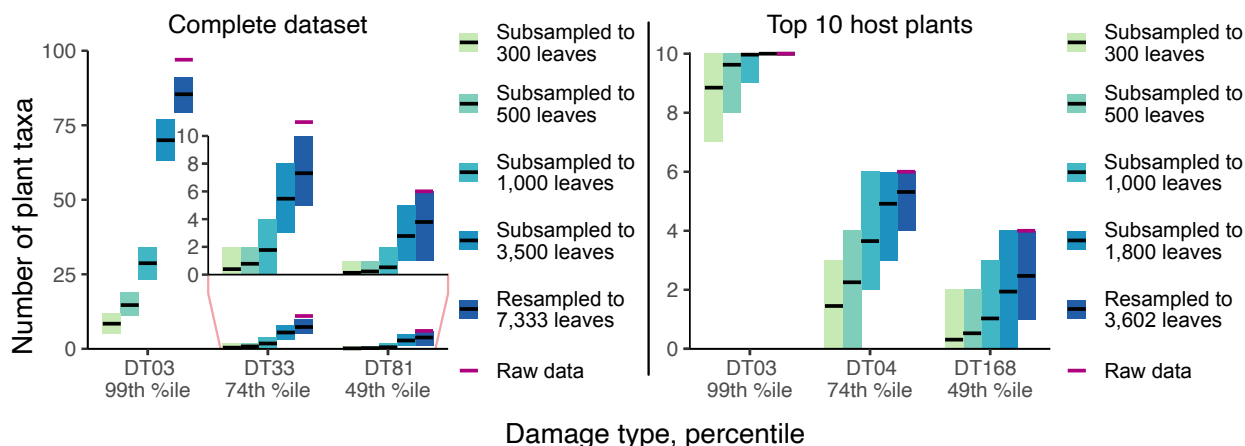 Complete dataset
Top 10 host plants
Number of plant taxa
100
75
50
25
0
10
8
6
4
2
0
DT03
99th %ile
DT33
74th %ile
DT81
49th %ile
Subsampled to
300 leaves
Subsampled to
500 leaves
Subsampled to
1,000 leaves
Subsampled to
3,500 leaves
Resampled to
7,333 leaves
Raw data
10
8
6
4
2
0
DT03
99th %ile
DT04
74th %ile
DT168
49th %ile
Subsampled to
300 leaves
Subsampled to
500 leaves
Subsampled to
1,000 leaves
Subsampled to
1,800 leaves
Resampled to
3,602 leaves
Raw data
Damage type, percentile